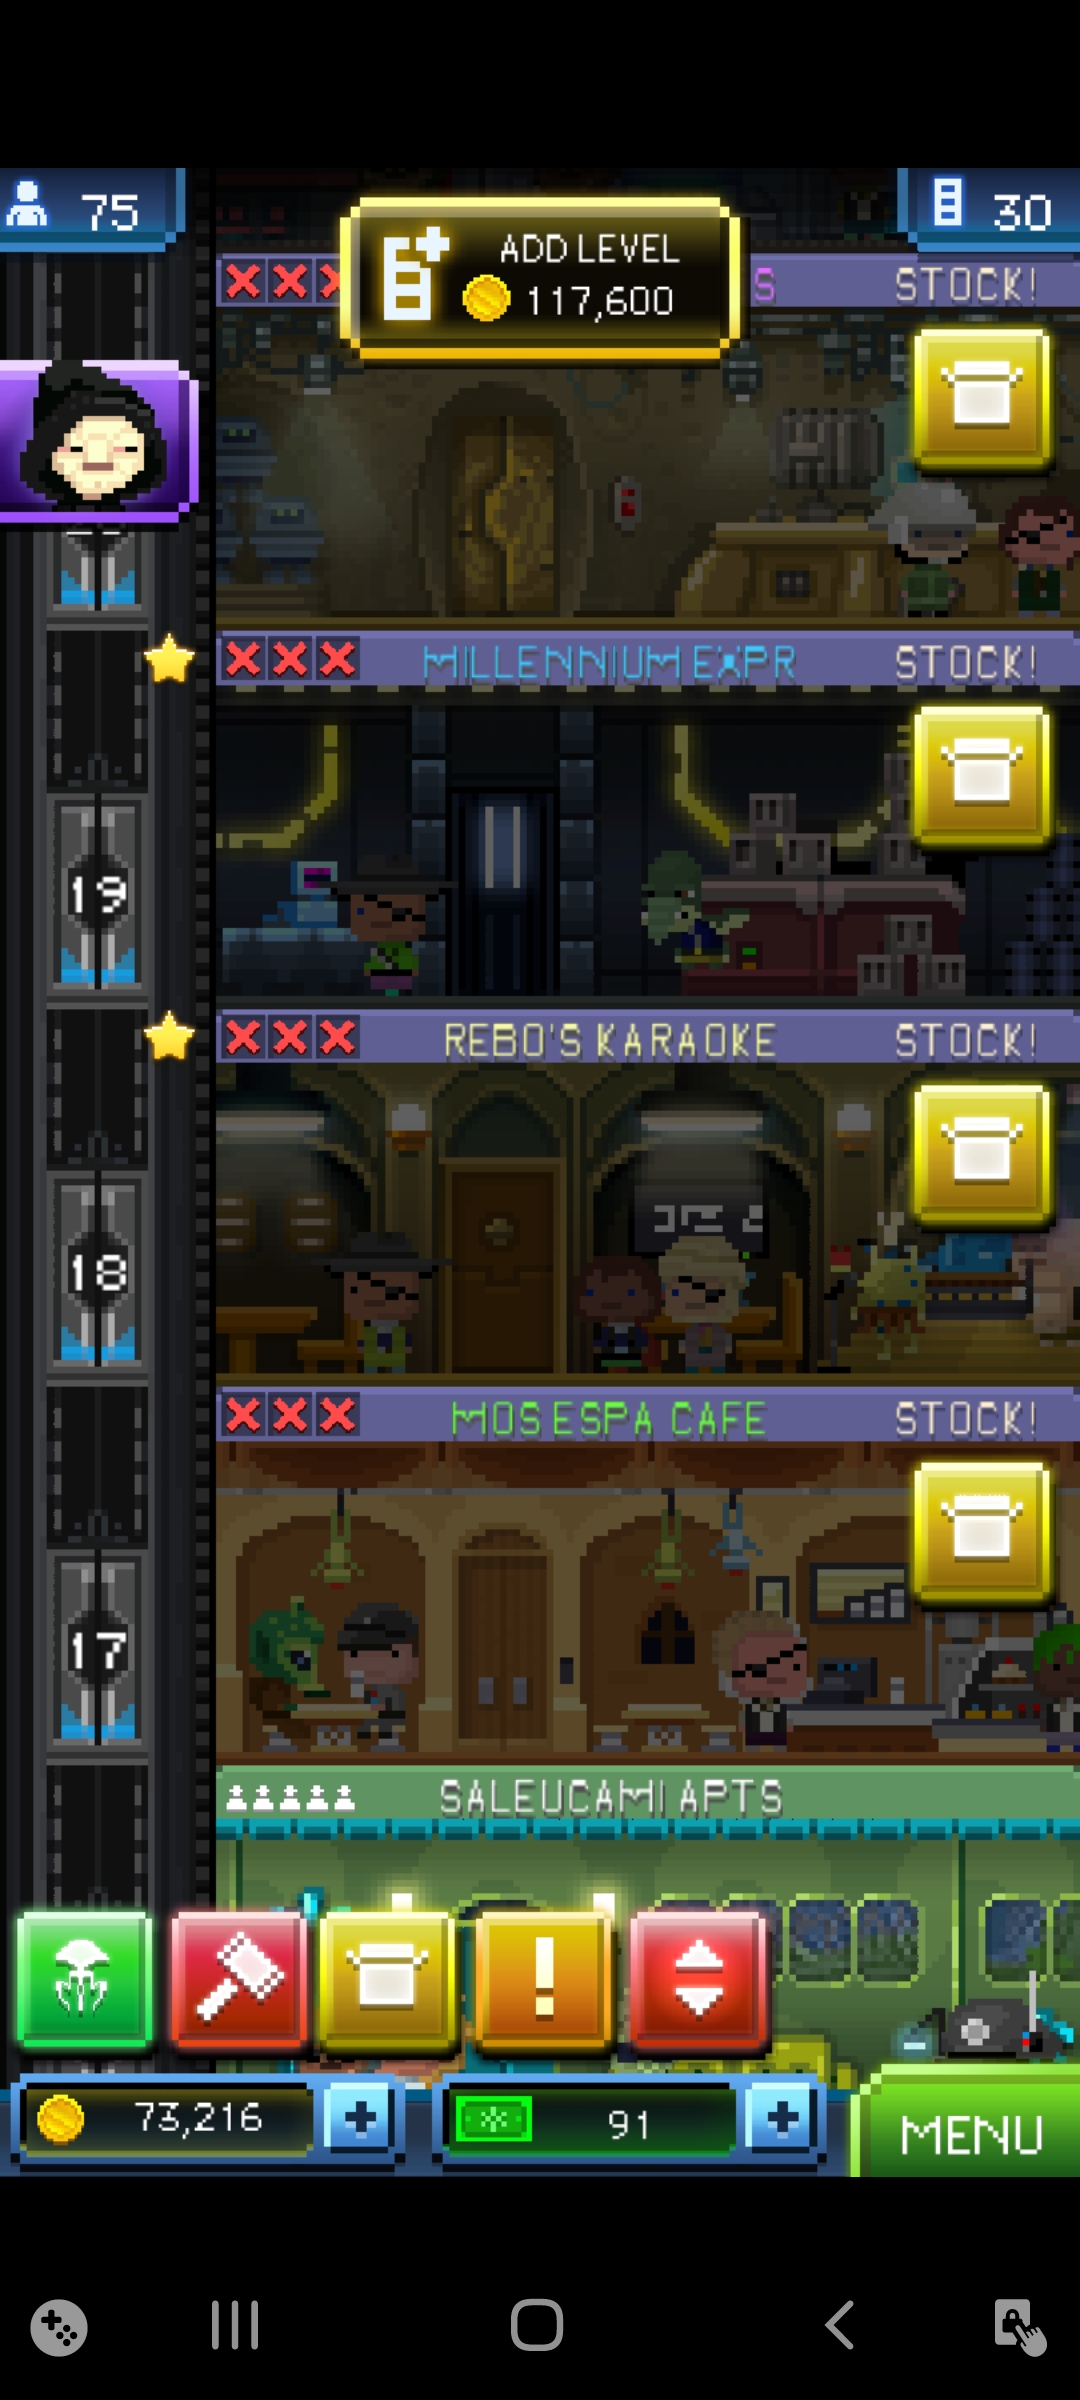 75
ADD LEVEL
117,600
30
S STOCK!
MILLENNIUM EXPR STOCK!
19
REBO'S KARAOKE STOCK!
18
MOS ESPA CAFE STOCK!
17
SALEUCAMI APTS
!
73,216
91
MENU